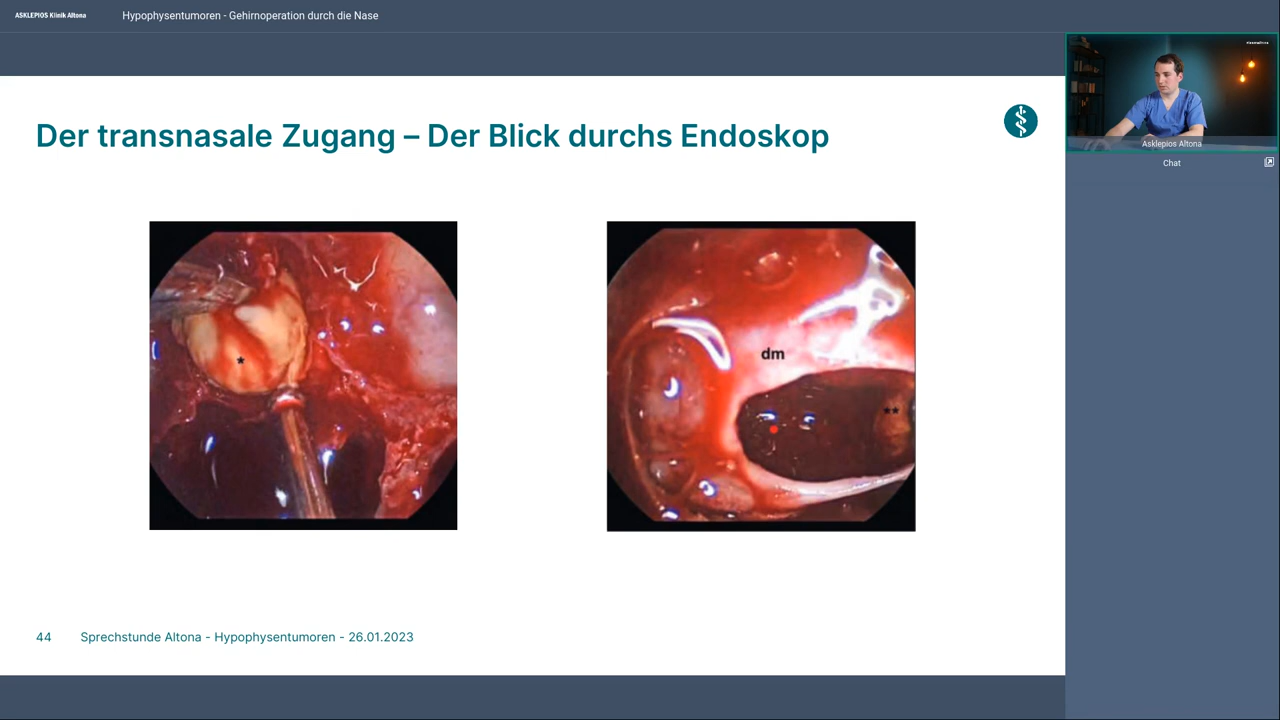 ASKLEPIOS Klinik Altona
Hypophysentumoren - Gehirnoperation durch die Nase
Der transnasale Zugang – Der Blick durchs Endoskop
*
dm
**
Asklepios Altona
Chat
44 Sprechstunde Altona - Hypophysentumoren - 26.01.2023